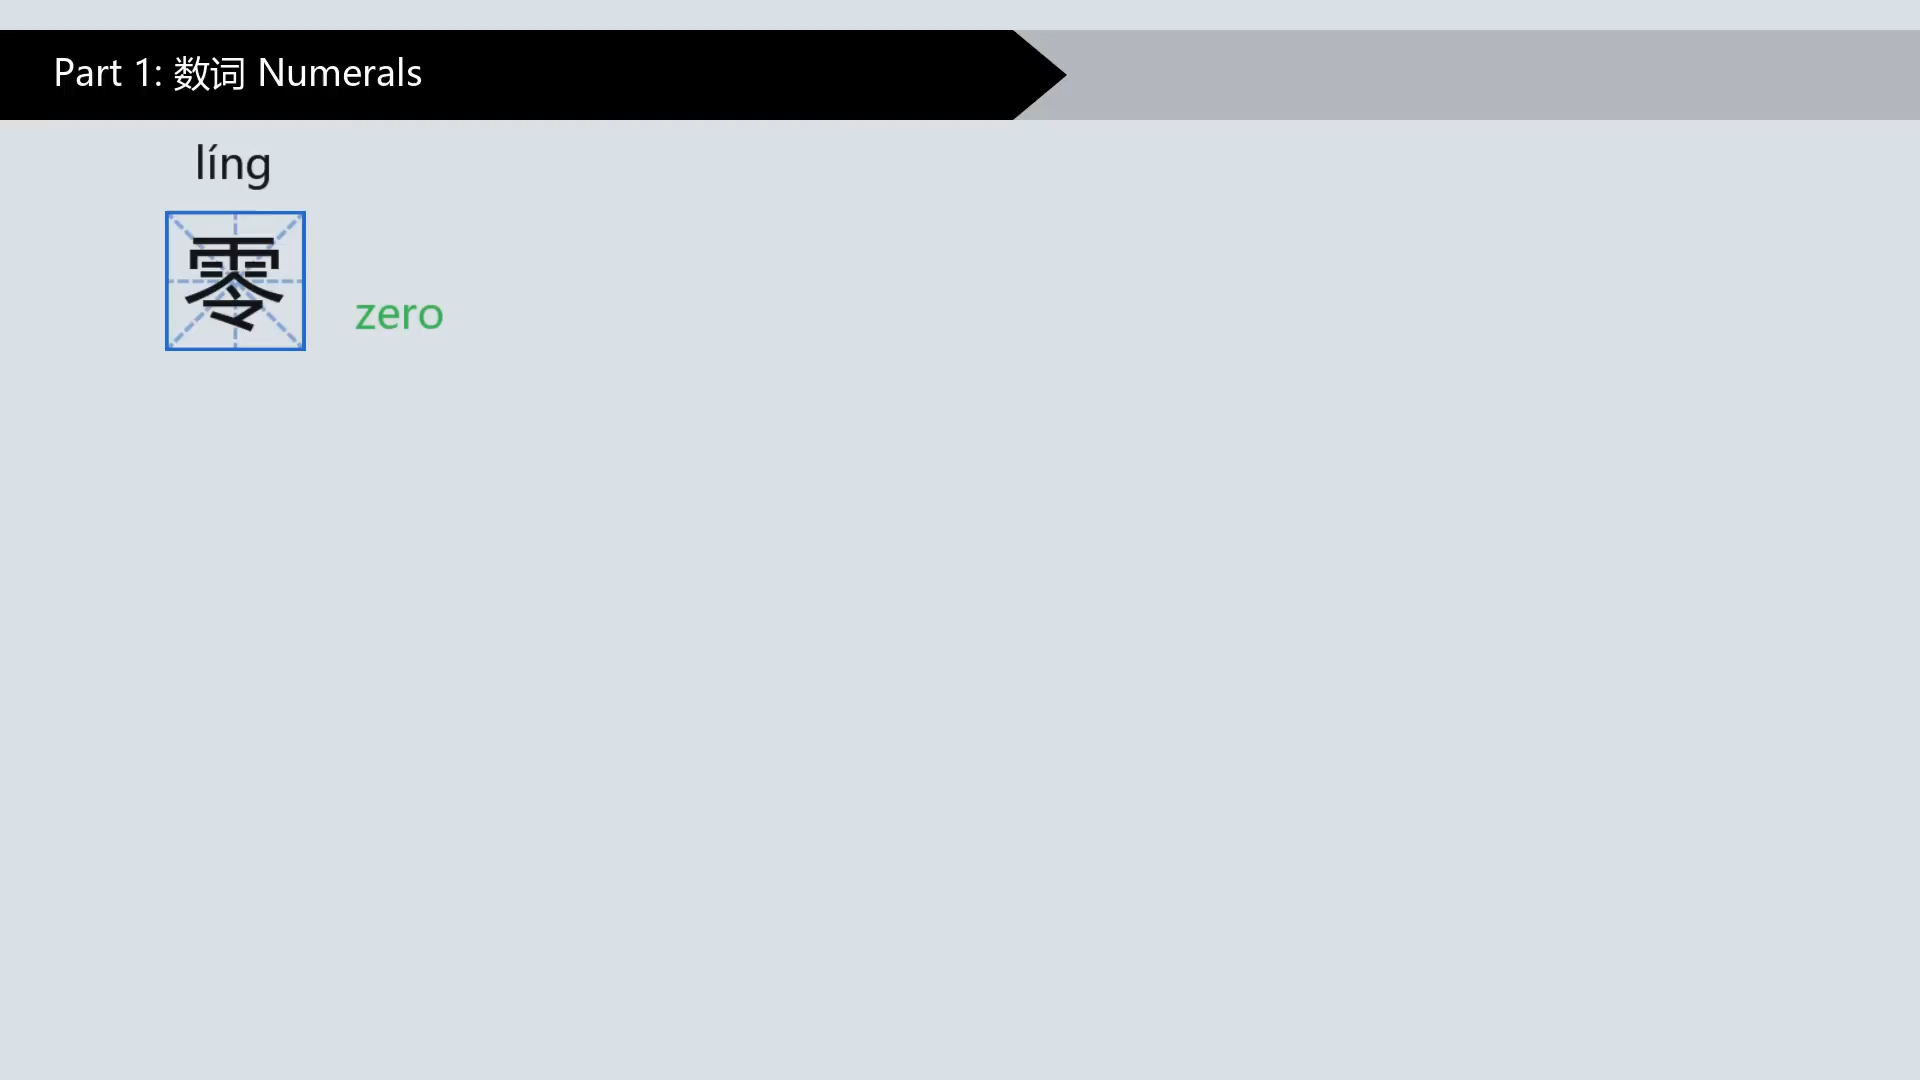 Part 1: 数词 Numerals
líng
零
zero